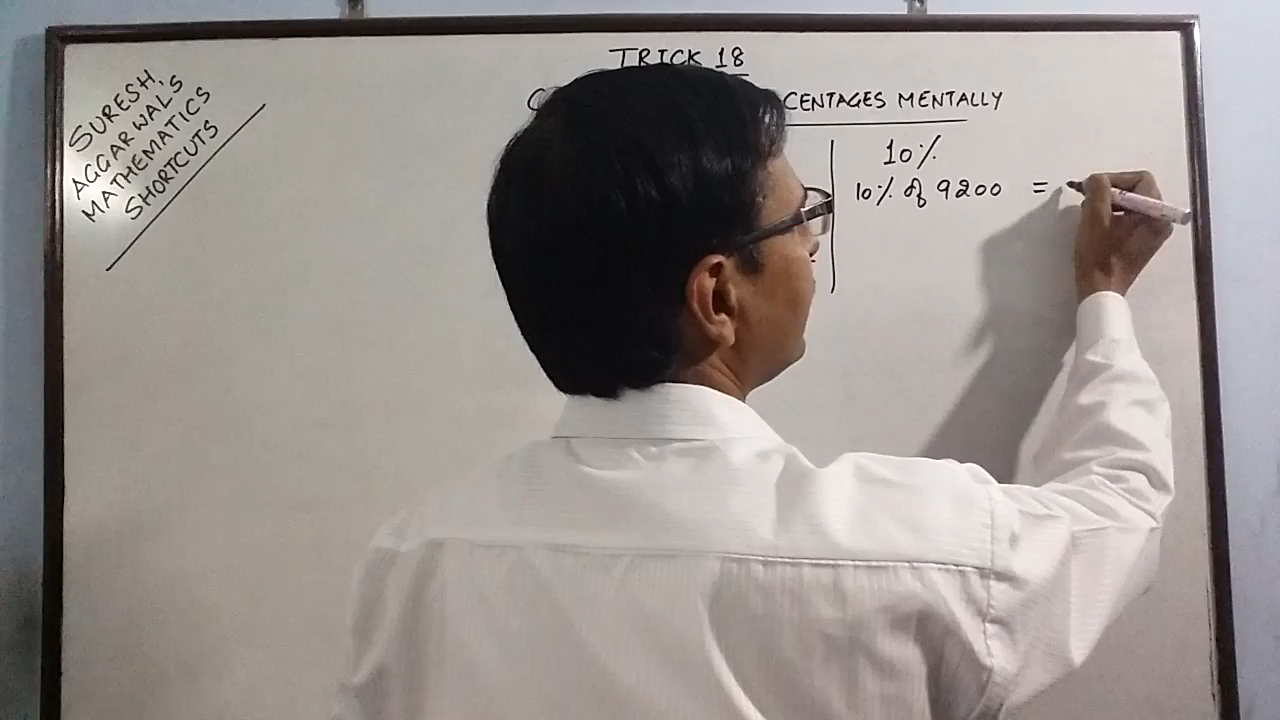 SURESH
AGGARWAL'S
MATHEMATICS
SHORTCUTS
TRICK 18
CENTAGES MENTALLY
10%
10% of 9200 =